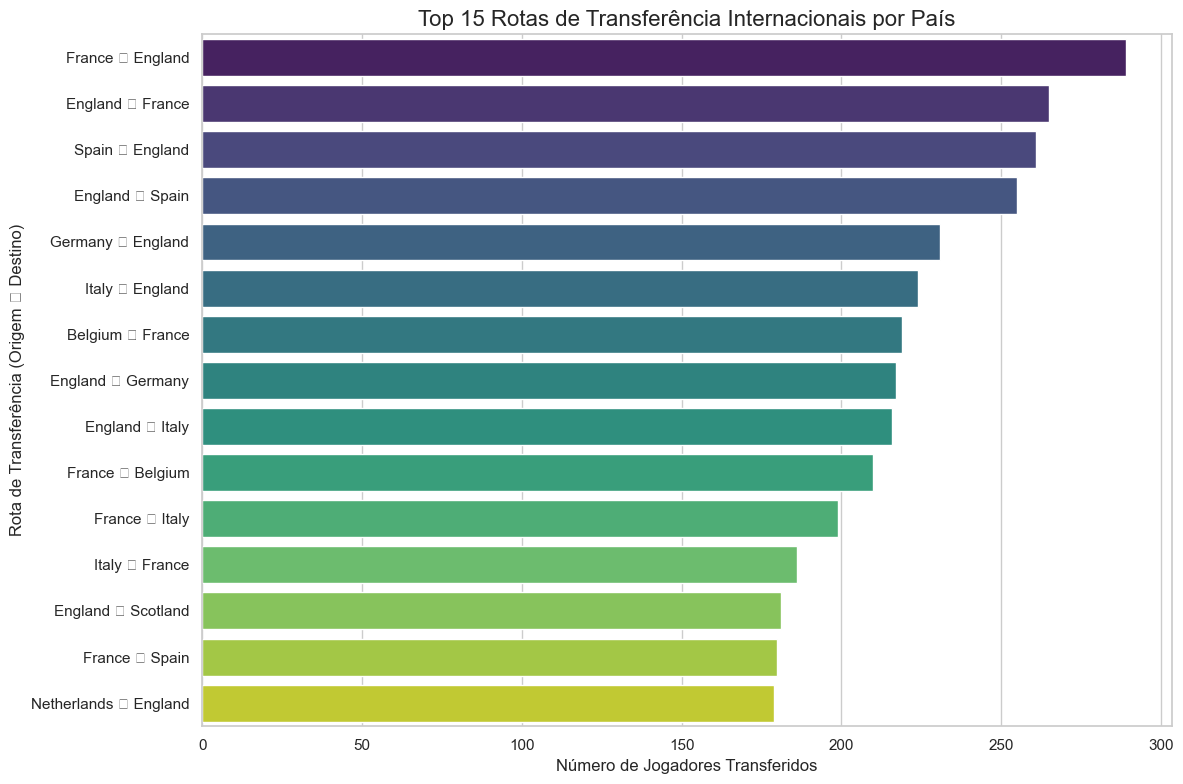 Top 15 Rotas de Transferência Internacionais por País
Rota de Transferência (Origem ▯ Destino)
France ▯ England
England ▯ France
Spain ▯ England
England ▯ Spain
Germany ▯ England
Italy ▯ England
Belgium ▯ France
England ▯ Germany
England ▯ Italy
France ▯ Belgium
France ▯ Italy
Italy ▯ France
England ▯ Scotland
France ▯ Spain
Netherlands ▯ England
0 50 100 150 200 250 300
Número de Jogadores Transferidos